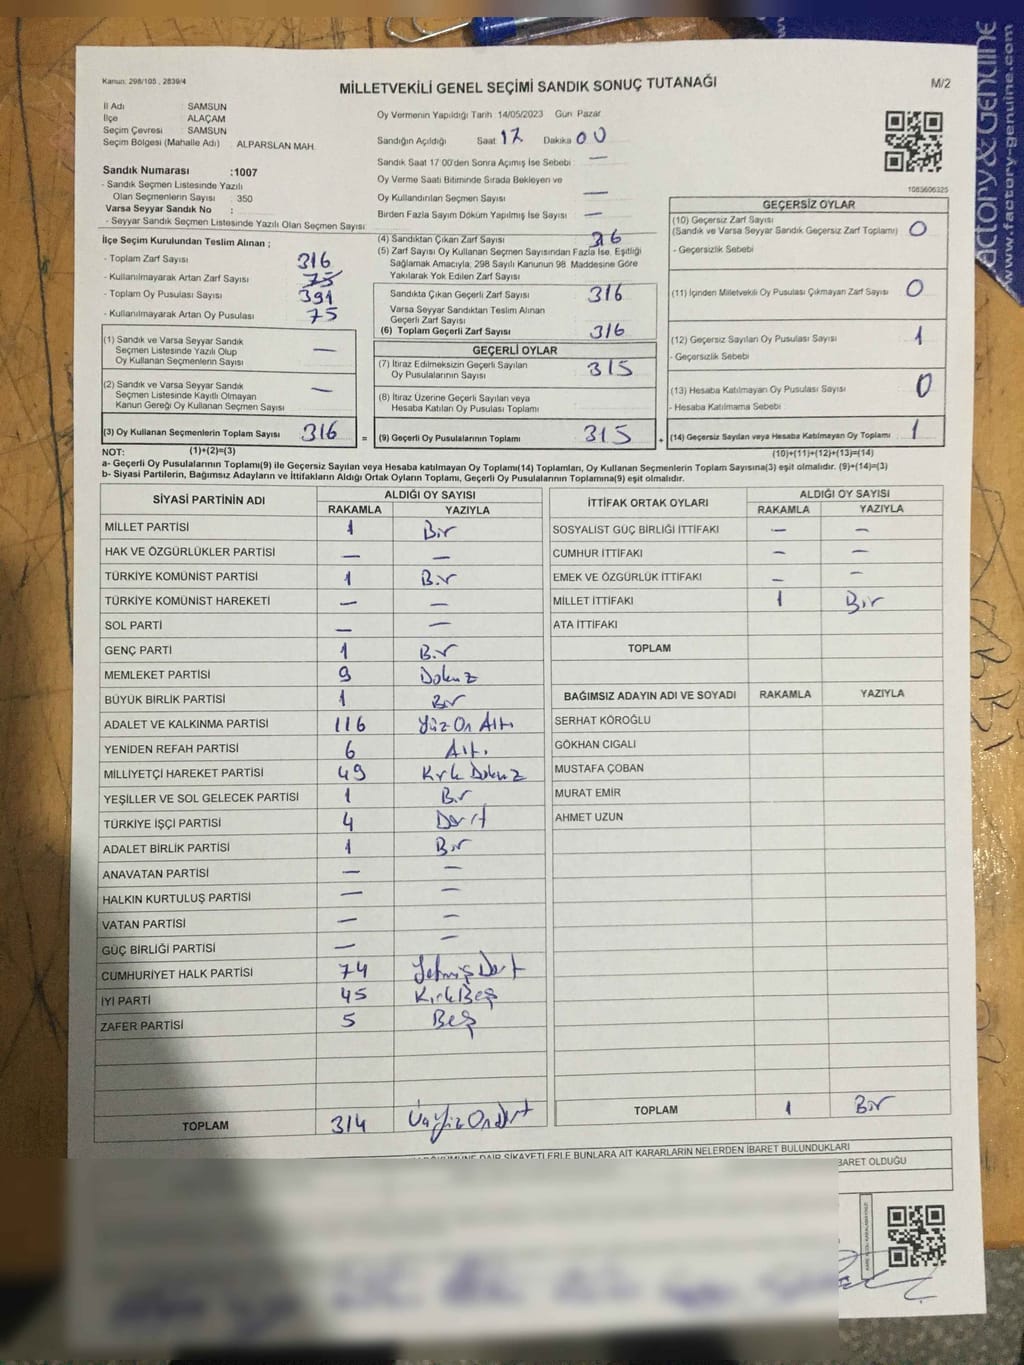 Kanun: 298/105, 2839/4
MİLLETVEKİLİ GENEL SEÇİMİ SANDIK SONUÇ TUTANAĞI
M/2
İl Adı : SAMSUN
İlçe : ALAÇAM
Seçim Çevresi : SAMSUN
Seçim Bölgesi (Mahalle Adı) : ALPARSLAN MAH.
Sandık Numarası :1007
- Sandık Seçmen Listesinde Yazılı
Olan Seçmenlerin Sayısı : 350
Varsa Seyyar Sandık No :
- Seyyar Sandık Seçmen Listesinde Yazılı Olan Seçmen Sayısı :
Oy Vermenin Yapıldığı Tarih 14/05/2023 Gün Pazar
Sandığın Açıldığı Saat 17 Dakika 00
Sandık Saat 17:00'den Sonra Açımış İse Sebebi : —
Oy Verme Saati Bitiminde Sırada Bekleyen ve
Oy Kullandırılan Seçmen Sayısı : —
Birden Fazla Sayım Döküm Yapılmış İse Sayısı : —
1083606325
İlçe Seçim Kurulundan Teslim Alınan ;
- Toplam Zarf Sayısı : 316
- Kullanılmayarak Artan Zarf Sayısı : 75
- Toplam Oy Pusulası Sayısı : 391
- Kullanılmayarak Artan Oy Pusulası : 75
(1) Sandık ve Varsa Seyyar Sandık
Seçmen Listesinde Yazılı Olup
Oy Kullanan Seçmenlerin Sayısı —
(2) Sandık ve Varsa Seyyar Sandık
Seçmen Listesinde Kayıtlı Olmayan
Kanun Gereği Oy Kullanan Seçmen Sayısı —
(3) Oy Kullanan Seçmenlerin Toplam Sayısı 316
(4) Sandıktan Çıkan Zarf Sayısı :
(5) Zarf Sayısı Oy Kullanan Seçmen Sayısından Fazla İse, Eşitliği
Sağlamak Amacıyla; 298 Sayılı Kanunun 98. Maddesine Göre
Yakılarak Yok Edilen Zarf Sayısı :
Sandıkta Çıkan Geçerli Zarf Sayısı : 316
Varsa Seyyar Sandıktan Teslim Alınan
Geçerli Zarf Sayısı :
(6) Toplam Geçerli Zarf Sayısı : 316
GEÇERLİ OYLAR
(7) İtiraz Edilmeksizin Geçerli Sayılan
Oy Pusulalarının Sayısı : 315
(8) İtiraz Üzerine Geçerli Sayılan veya
Hesaba Katılan Oy Pusulası Toplamı :
= (9) Geçerli Oy Pusulalarının Toplamı : 315
GEÇERSİZ OYLAR
(10) Geçersiz Zarf Sayısı
(Sandık ve Varsa Seyyar Sandık Geçersiz Zarf Toplamı) : 0
- Geçersizlik Sebebi :
(11) İçinden Milletvekili Oy Pusulası Çıkmayan Zarf Sayısı : 0
(12) Geçersiz Sayılan Oy Pusulası Sayısı : 1
- Geçersizlik Sebebi :
(13) Hesaba Katılmayan Oy Pusulası Sayısı : 0
- Hesaba Katılmama Sebebi :
+ (14) Geçersiz Sayılan veya Hesaba Katılmayan Oy Toplamı : 1
NOT: (1)+(2)=(3)
(10)+(11)+(12)+(13)=(14)
a- Geçerli Oy Pusulalarının Toplamı(9) ile Geçersiz Sayılan veya Hesaba katılmayan Oy Toplamı(14) Toplamları, Oy Kullanan Seçmenlerin Toplam Sayısına(3) eşit olmalıdır. (9)+(14)=(3)
b- Siyasi Partilerin, Bağımsız Adayların ve İttifakların Aldığı Ortak Oyların Toplamı, Geçerli Oy Pusulalarının Toplamına(9) eşit olmalıdır.
SİYASİ PARTİNİN ADI
ALDIĞI OY SAYISI
RAKAMLA YAZIYLA
MİLLET PARTİSİ 1 Bir
HAK VE ÖZGÜRLÜKLER PARTİSİ — —
TÜRKİYE KOMÜNİST PARTİSİ 1 Bir
TÜRKİYE KOMÜNİST HAREKETİ — —
SOL PARTİ — —
GENÇ PARTİ 1 Bir
MEMLEKET PARTİSİ 9 Dokuz
BÜYÜK BİRLİK PARTİSİ 1 Bir
ADALET VE KALKINMA PARTİSİ 116 Yüz On Altı
YENİDEN REFAH PARTİSİ 6 Altı
MİLLİYETÇİ HAREKET PARTİSİ 49 Kırk Dokuz
YEŞİLLER VE SOL GELECEK PARTİSİ 1 Bir
TÜRKİYE İŞÇİ PARTİSİ 4 Dört
ADALET BİRLİK PARTİSİ 1 Bir
ANAVATAN PARTİSİ — —
HALKIN KURTULUŞ PARTİSİ — —
VATAN PARTİSİ — —
GÜÇ BİRLİĞİ PARTİSİ — —
CUMHURİYET HALK PARTİSİ 74 Yetmiş Dört
İYİ PARTİ 45 Kırk Beş
ZAFER PARTİSİ 5 Beş
TOPLAM 314 Üçyüz On Dört
İTTİFAK ORTAK OYLARI
ALDIĞI OY SAYISI
RAKAMLA YAZIYLA
SOSYALİST GÜÇ BİRLİĞİ İTTİFAKI — —
CUMHUR İTTİFAKI — —
EMEK VE ÖZGÜRLÜK İTTİFAKI — —
MİLLET İTTİFAKI 1 Bir
ATA İTTİFAKI
TOPLAM
BAĞIMSIZ ADAYIN ADI VE SOYADI RAKAMLA YAZIYLA
SERHAT KÖROĞLU
GÖKHAN CIGALI
MUSTAFA ÇOBAN
MURAT EMİR
AHMET UZUN
TOPLAM 1 Bir
DAİR ŞİKAYETLERLE BUNLARA AİT KARARLARIN NELERDEN İBARET BULUNDUKLARI
BARET OLDUĞU
actory&Genuine
www.factory-genuine.com